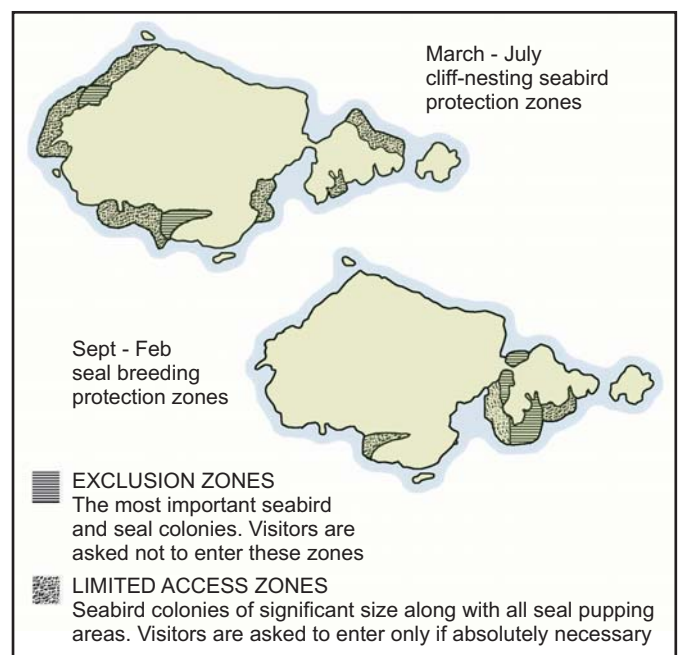 March - July
cliff-nesting seabird
protection zones
Sept - Feb
seal breeding
protection zones
EXCLUSION ZONES
The most important seabird
and seal colonies. Visitors are
asked not to enter these zones
LIMITED ACCESS ZONES
Seabird colonies of significant size along with all seal pupping
areas. Visitors are asked to enter only if absolutely necessary